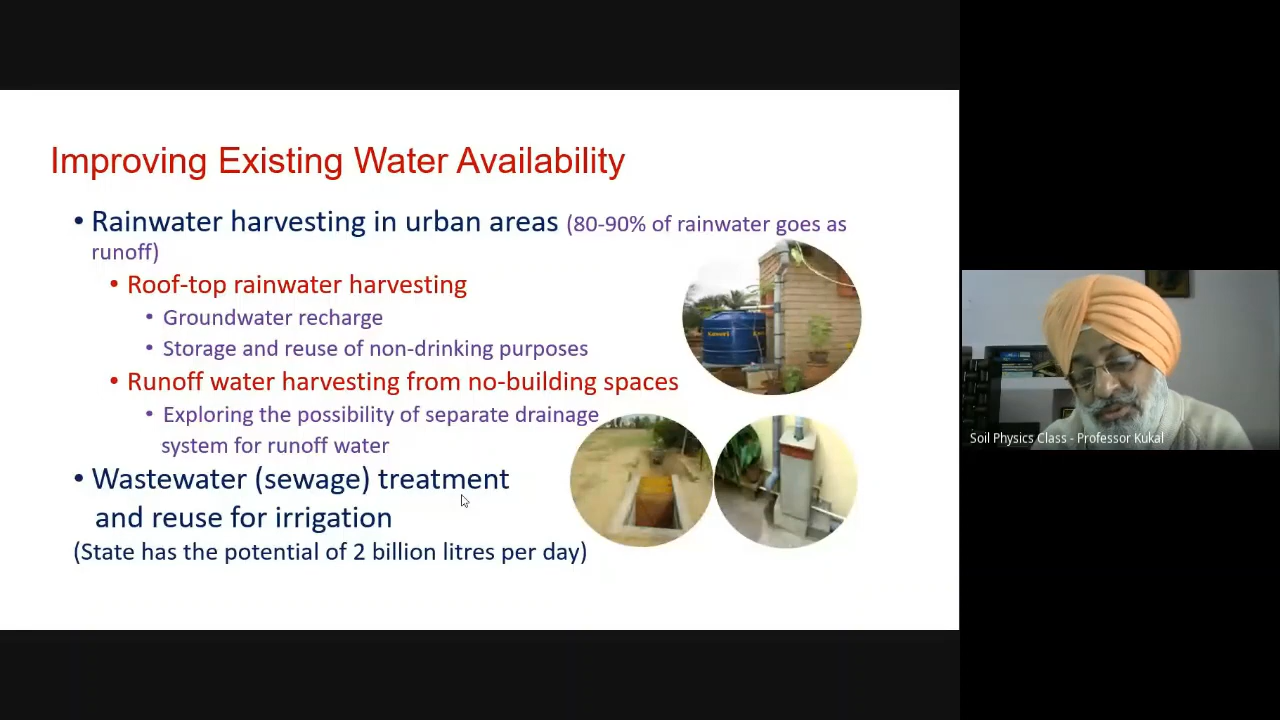 Improving Existing Water Availability
• Rainwater harvesting in urban areas (80-90% of rainwater goes as
runoff)
• Roof-top rainwater harvesting
• Groundwater recharge
• Storage and reuse of non-drinking purposes
• Runoff water harvesting from no-building spaces
• Exploring the possibility of separate drainage
system for runoff water
• Wastewater (sewage) treatment
and reuse for irrigation
(State has the potential of 2 billion litres per day)
Soil Physics Class - Professor Kukal